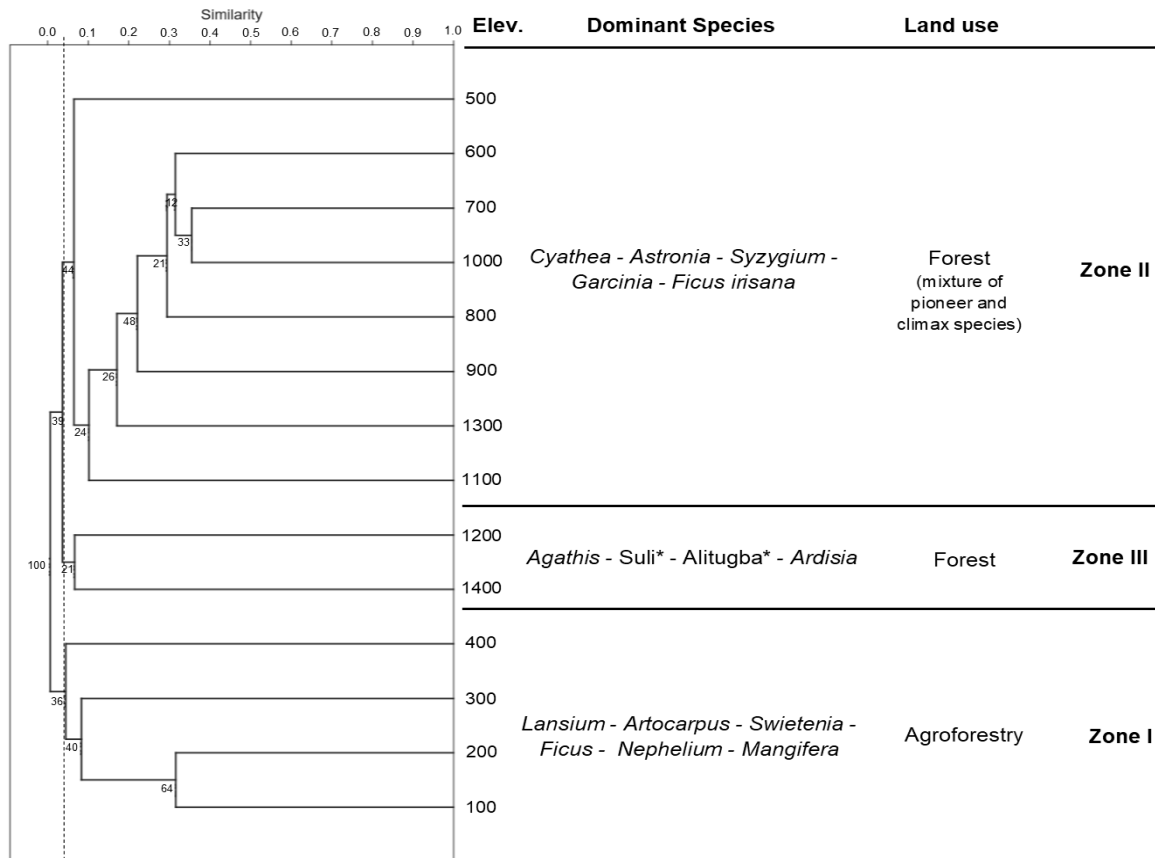 Similarity
0.0 0.1 0.2 0.3 0.4 0.5 0.6 0.7 0.8 0.9 1.0
Elev. Dominant Species Land use
500
600
12
700
33
1000
Cyathea - Astronia - Syzygium -
Garcinia - Ficus irisana
Forest
(mixture of
pioneer and
climax species)
Zone II
44
21
800
48
900
26
1300
39
24
1100
1200
Agathis - Suli* - Alitugba* - Ardisia
Forest
Zone III
100
21
1400
400
36
300
40
Lansium - Artocarpus - Swietenia -
Ficus - Nephelium - Mangifera
Agroforestry
Zone I
200
64
100